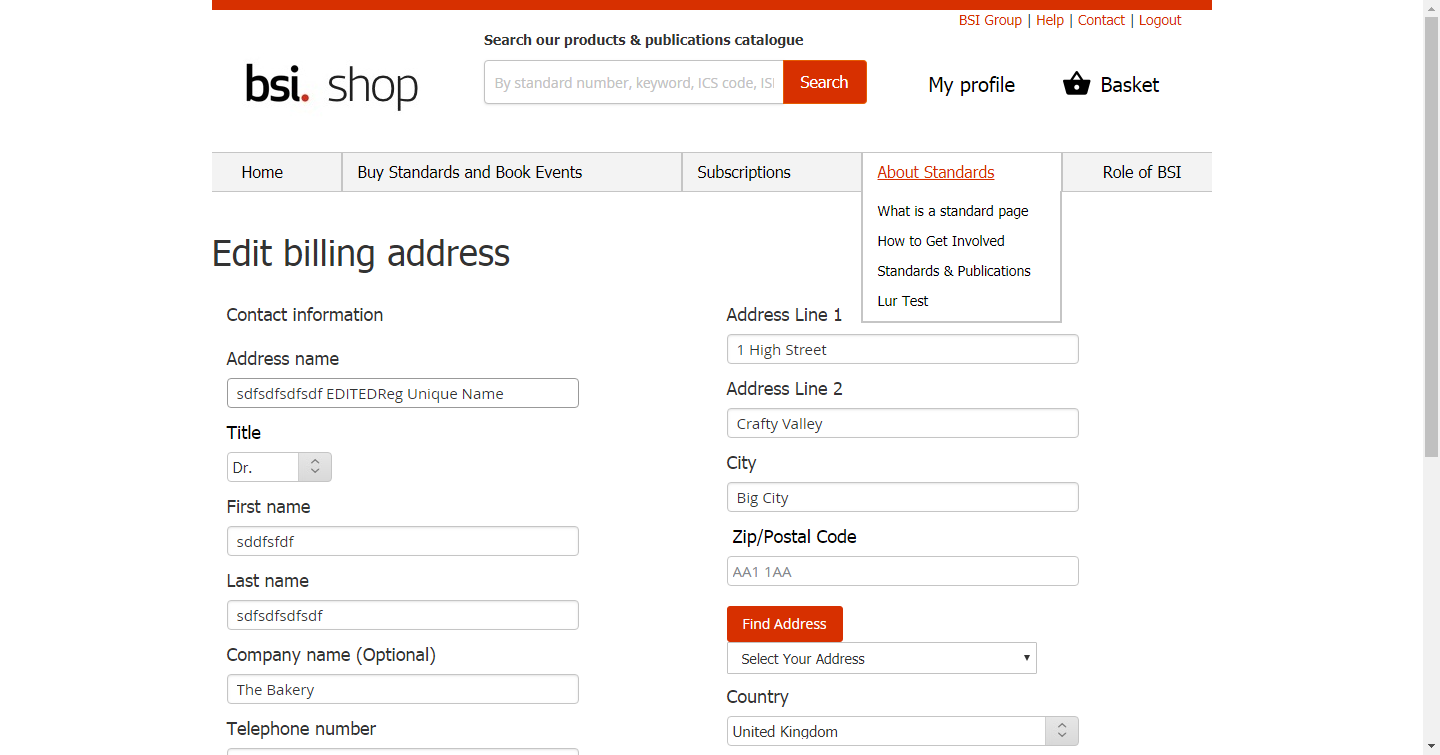 BSI Group | Help | Contact | Logout
Search our products & publications catalogue
bsi. shop
By standard number, keyword, ICS code, ISI
Search
My profile
Basket
Home
Buy Standards and Book Events
Subscriptions
About Standards
Role of BSI
What is a standard page
How to Get Involved
Standards & Publications
Lur Test
Edit billing address
Contact information
Address name
sdfsdfsdfsdf EDITEDReg Unique Name
Title
Dr.
First name
sddfsfdf
Last name
sdfsdfsdfsdf
Company name (Optional)
The Bakery
Telephone number
Address Line 1
1 High Street
Address Line 2
Crafty Valley
City
Big City
Zip/Postal Code
AA1 1AA
Find Address
Select Your Address
Country
United Kingdom